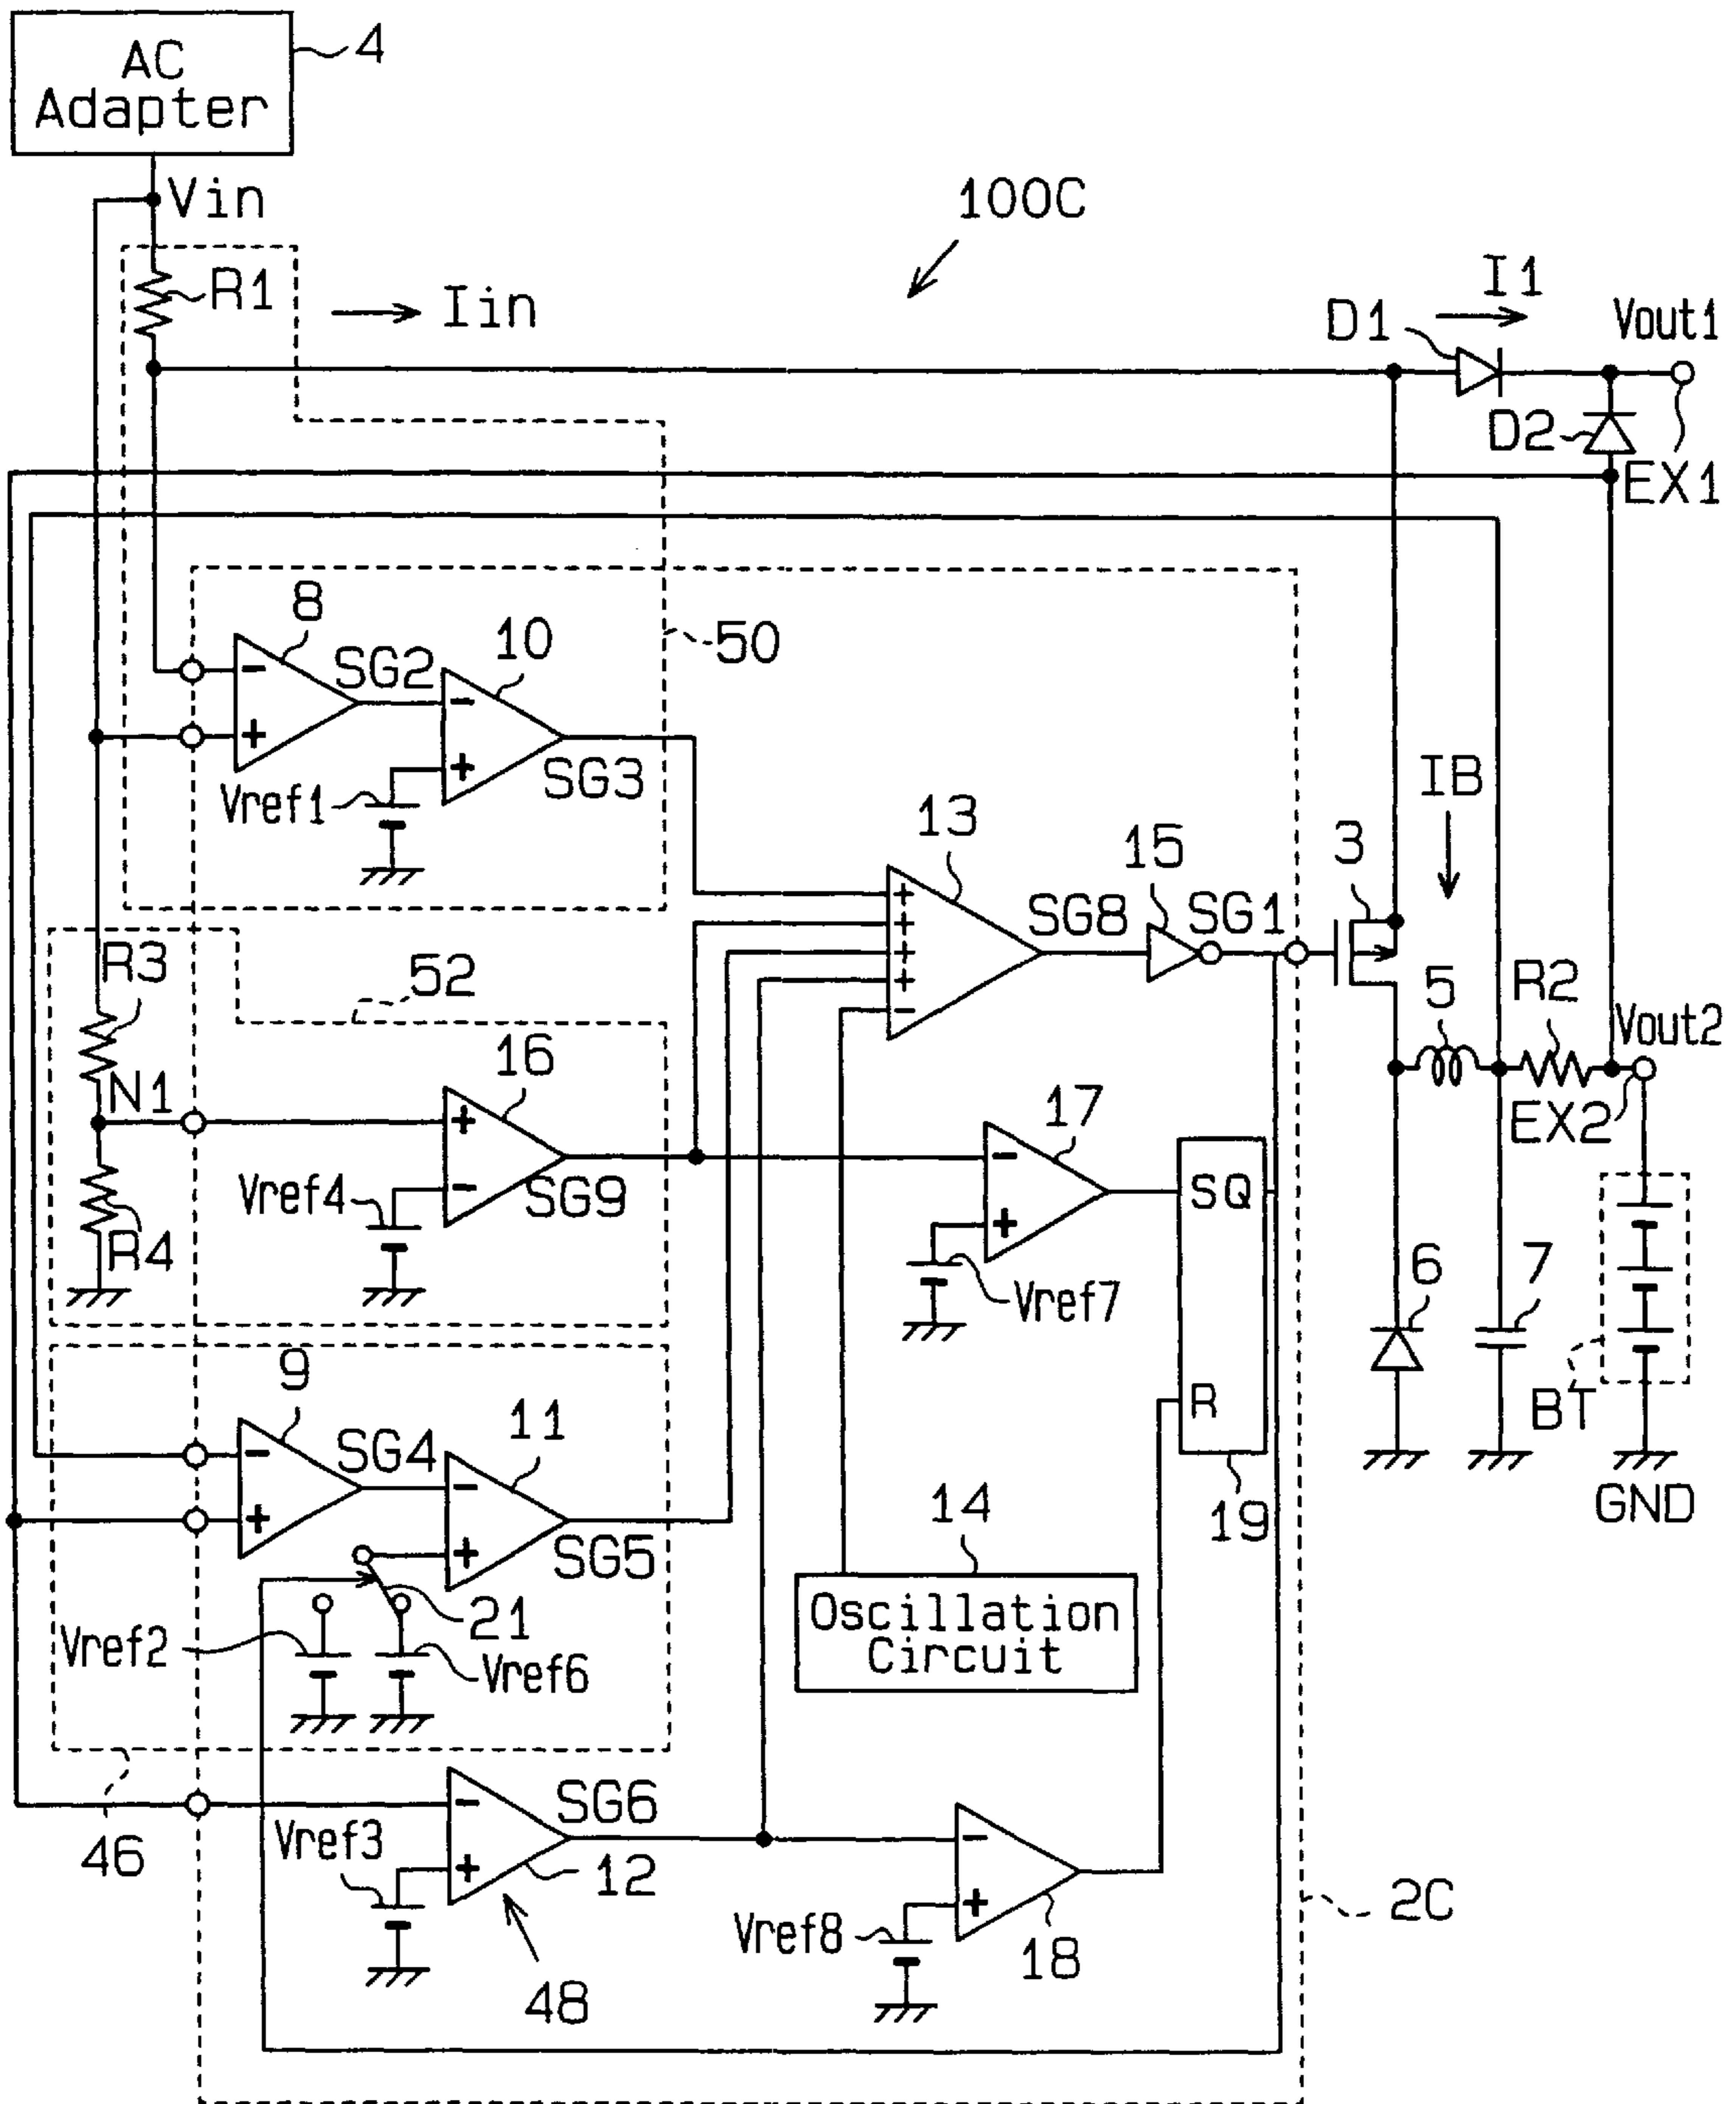 AC
Adapter
4
Vin
100C
R1
Iin
I1
D1
Vout1
D2
EX1
8
SG2
10
50
- +
- +
SG3
Vref1
IB
13
15
3
SG8
SG1
+
+
+
+
-
R3
52
5
R2
Vout2
N1
16
17
EX2
+
-
SG9
Vref4
R4
-
+
SQ
Vref7
6
7
R
BT
9
SG4
11
- +
- +
19
GND
14
SG5
21
Oscillation
Circuit
Vref2
Vref6
SG6
-
+
46
Vref3
12
-
+
2C
Vref8
18
48